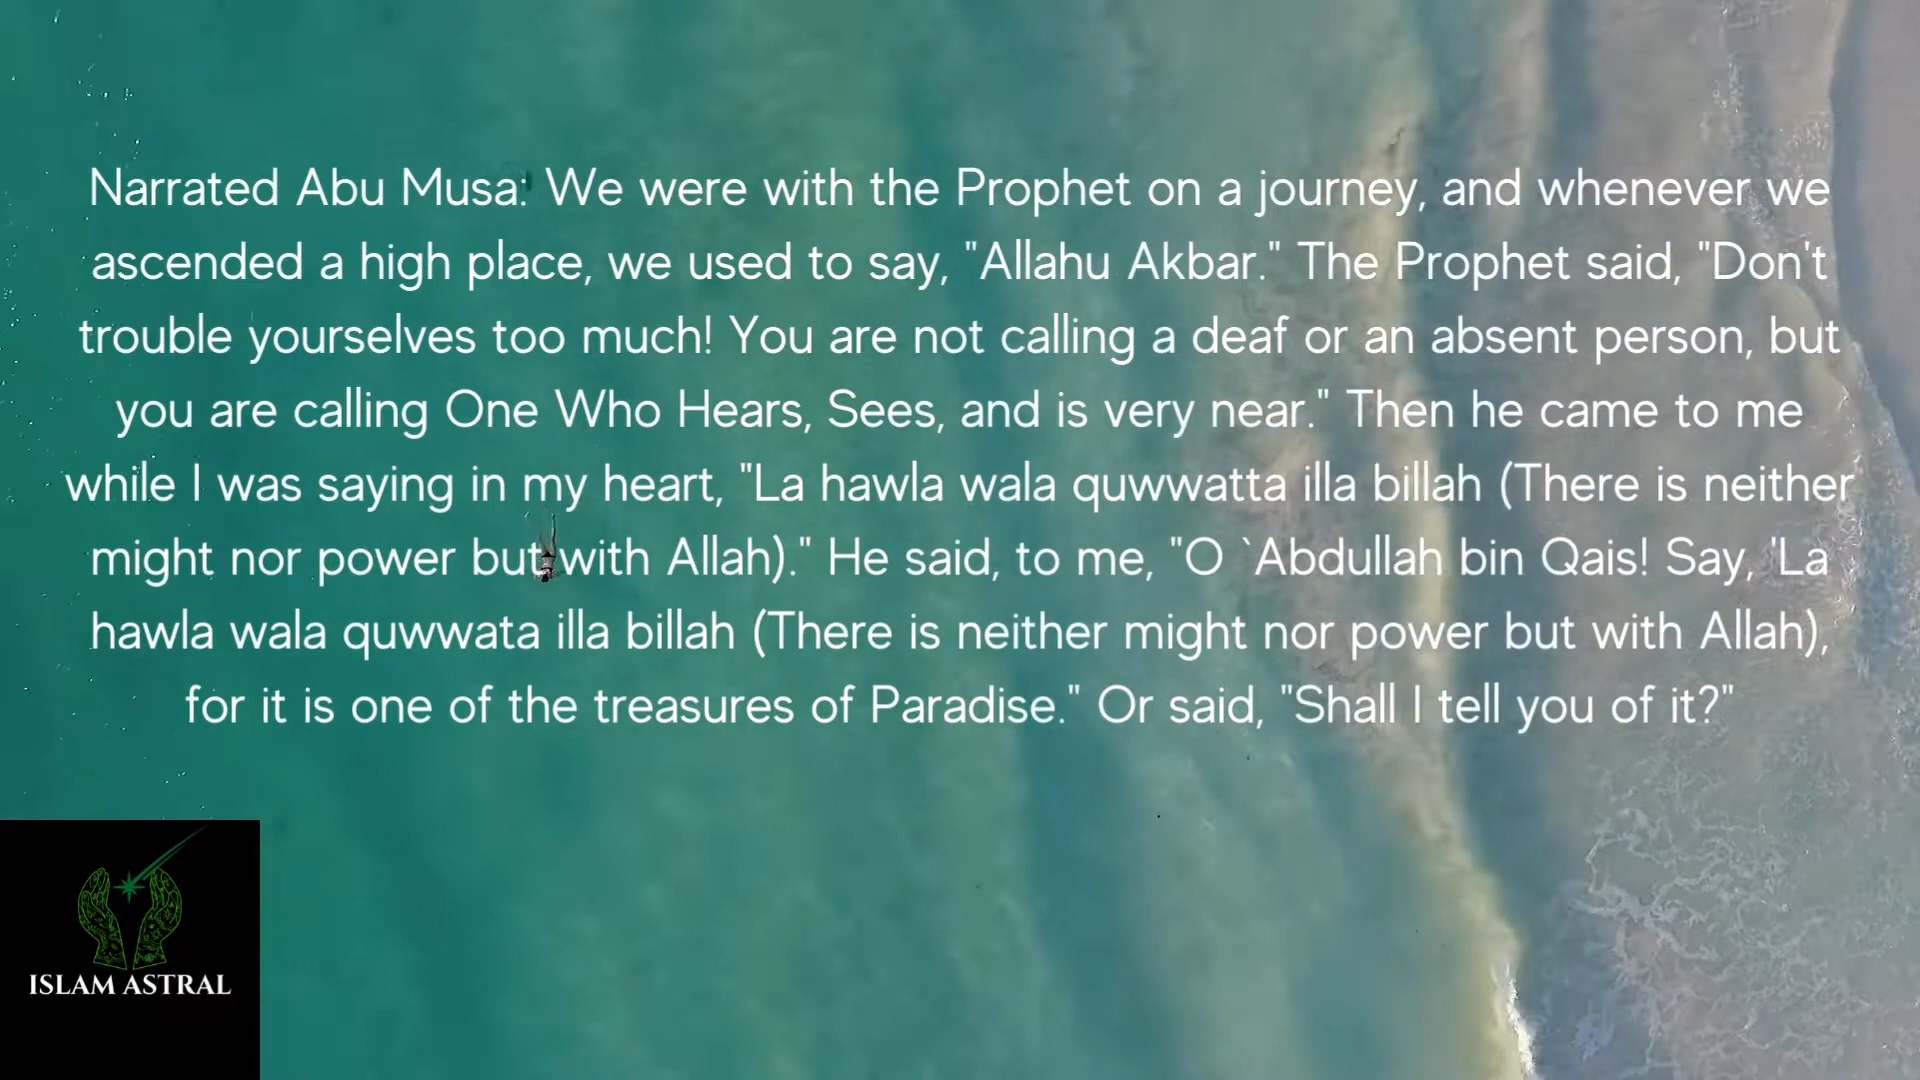 Narrated Abu Musa: We were with the Prophet on a journey, and whenever we
ascended a high place, we used to say, "Allahu Akbar." The Prophet said, "Don't
trouble yourselves too much! You are not calling a deaf or an absent person, but
you are calling One Who Hears, Sees, and is very near." Then he came to me
while I was saying in my heart, "La hawla wala quwwatta illa billah (There is neither
might nor power but with Allah)." He said, to me, "O `Abdullah bin Qais! Say, 'La
hawla wala quwwata illa billah (There is neither might nor power but with Allah),
for it is one of the treasures of Paradise." Or said, "Shall I tell you of it?"
ISLAM ASTRAL